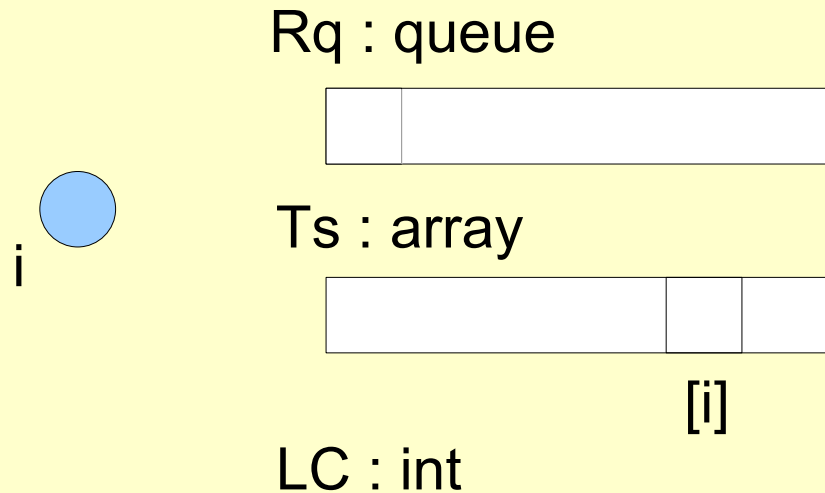 Rq : queue
Ts : array
i
[i]
LC : int